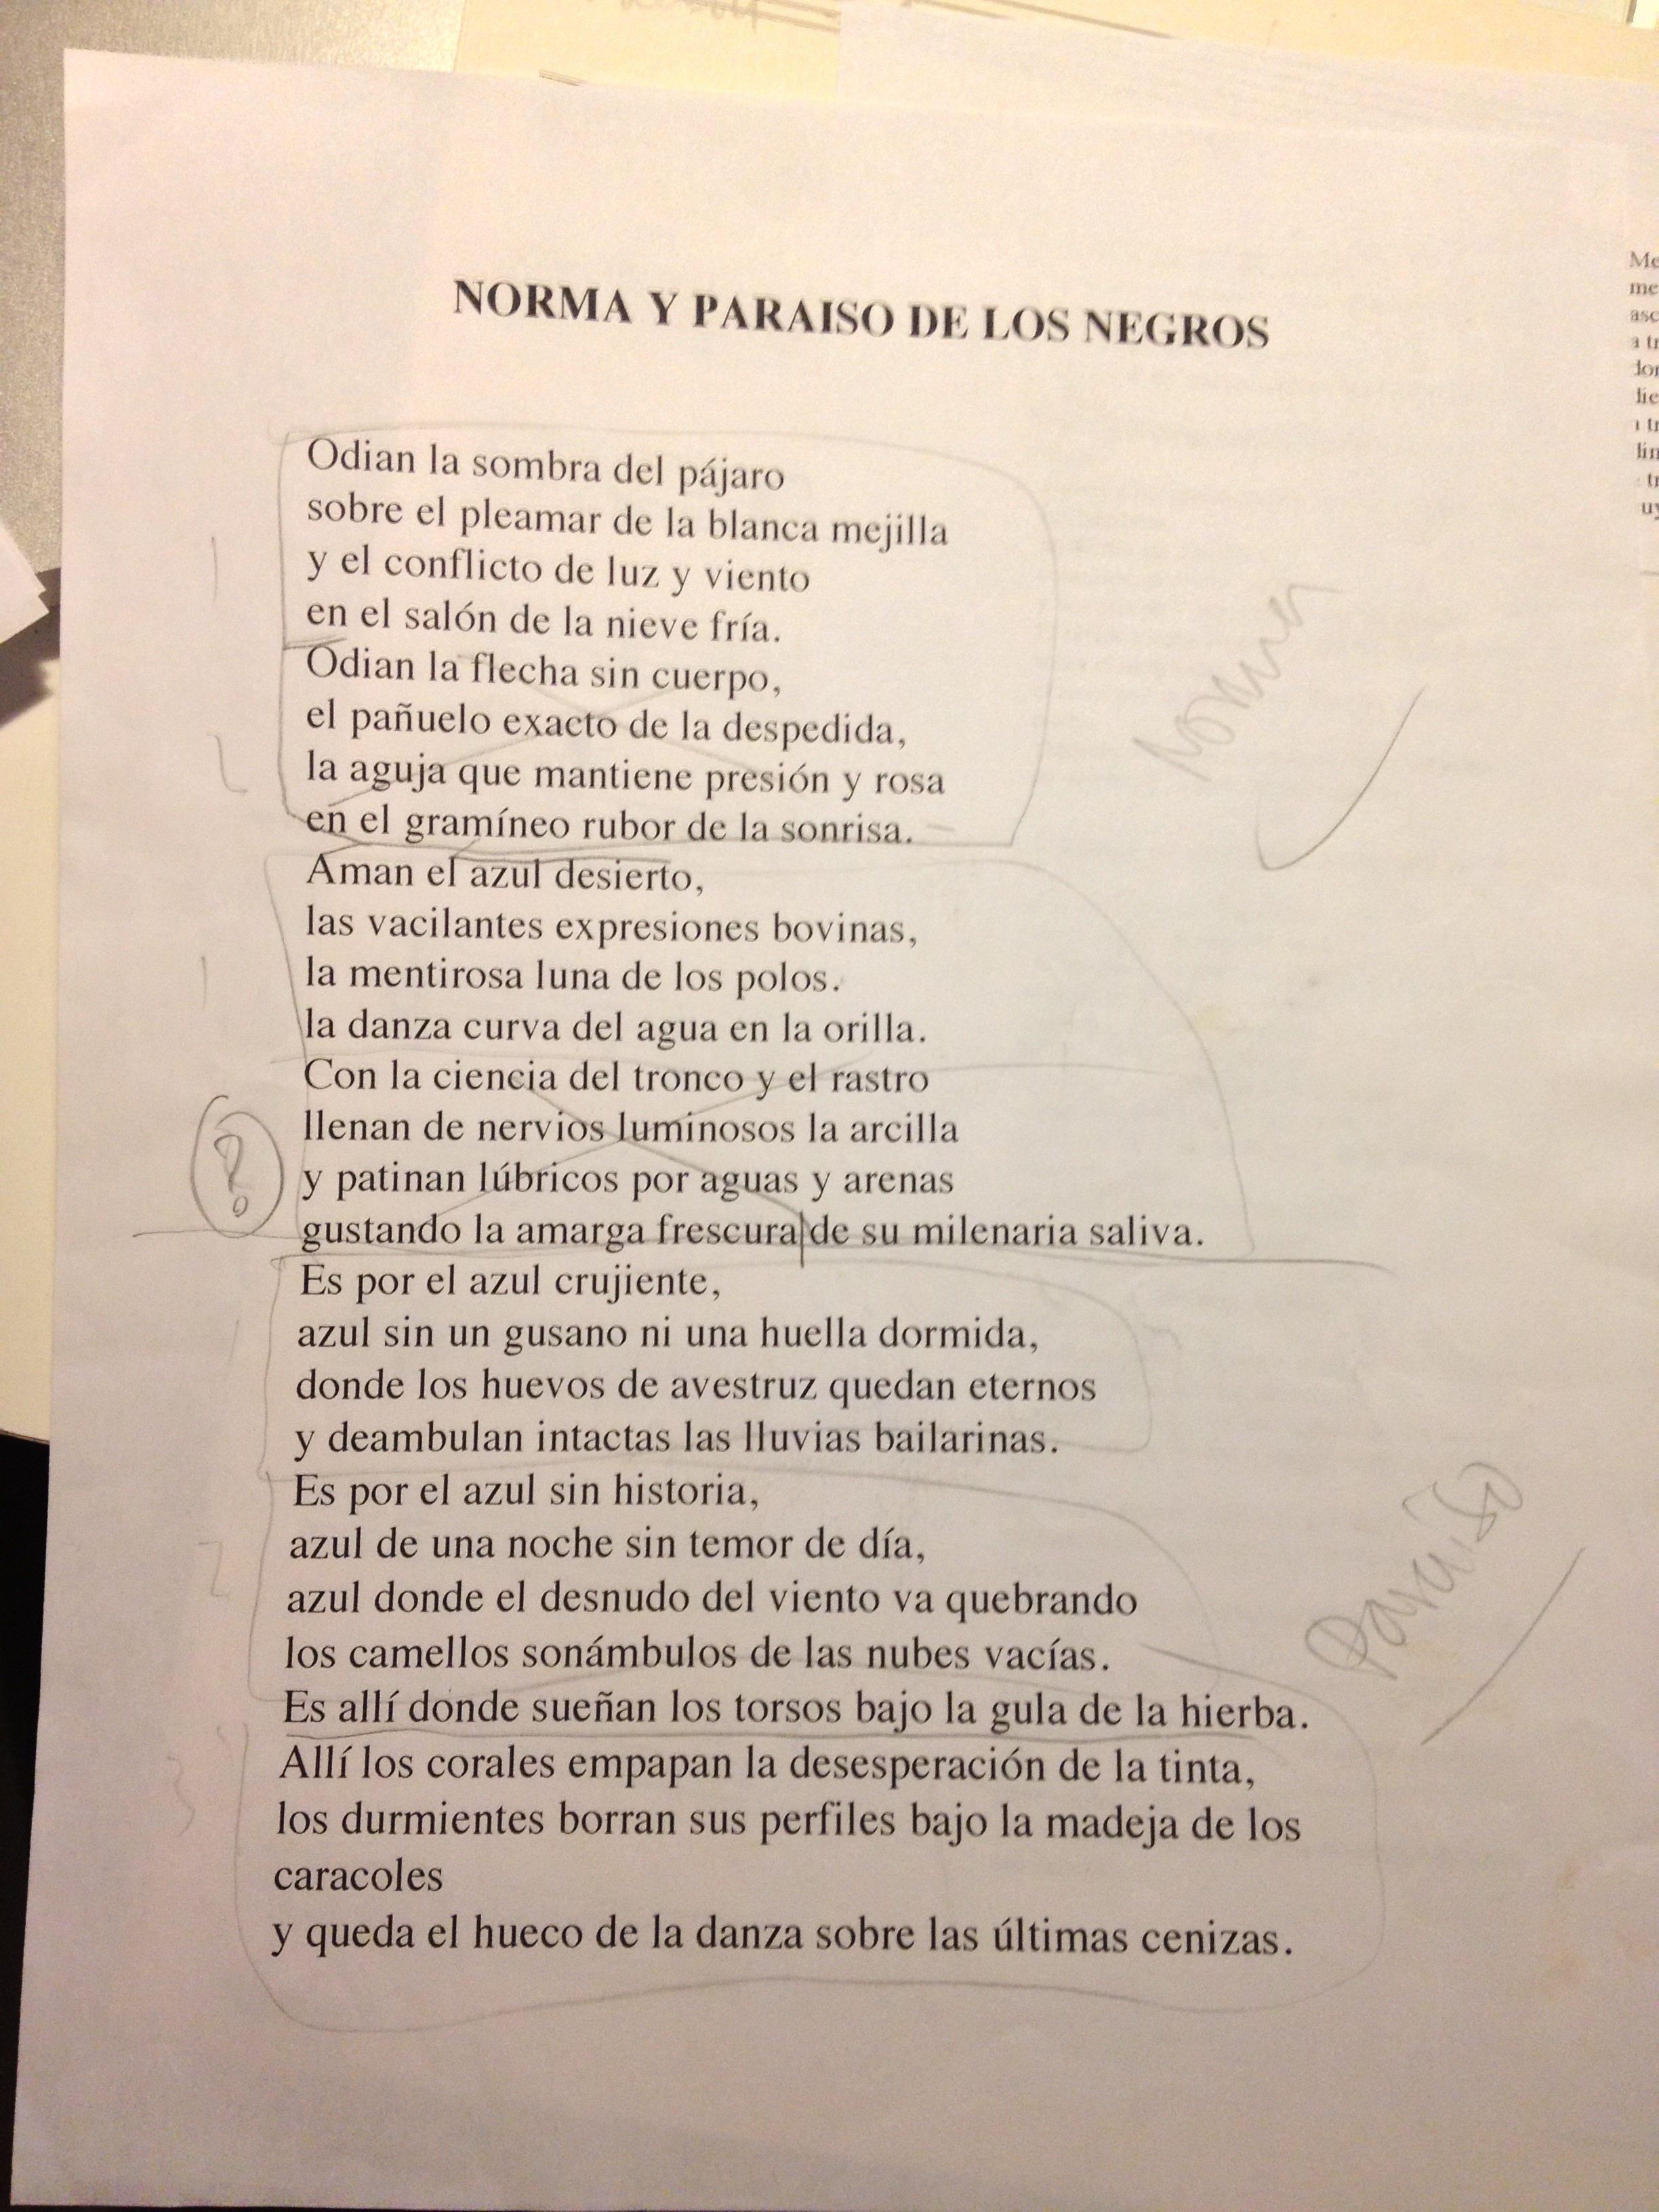 NORMA Y PARAISO DE LOS NEGROS
Odian la sombra del pájaro
sobre el pleamar de la blanca mejilla
y el conflicto de luz y viento
en el salón de la nieve fría.
Odian la flecha sin cuerpo,
el pañuelo exacto de la despedida,
la aguja que mantiene presión y rosa
en el gramíneo rubor de la sonrisa.
Aman el azul desierto,
las vacilantes expresiones bovinas,
la mentirosa luna de los polos.
la danza curva del agua en la orilla.
Con la ciencia del tronco y el rastro
llenan de nervios luminosos la arcilla
y patinan lúbricos por aguas y arenas
gustando la amarga frescura de su milenaria saliva.
Es por el azul crujiente,
azul sin un gusano ni una huella dormida,
donde los huevos de avestruz quedan eternos
y deambulan intactas las lluvias bailarinas.
Es por el azul sin historia,
azul de una noche sin temor de día,
azul donde el desnudo del viento va quebrando
los camellos sonámbulos de las nubes vacías.
Es allí donde sueñan los torsos bajo la gula de la hierba.
Allí los corales empapan la desesperación de la tinta,
los durmientes borran sus perfiles bajo la madeja de los
caracoles
y queda el hueco de la danza sobre las últimas cenizas.
Norma
Paraíso
1
2
1
?
1
2
3
Me
me
asc